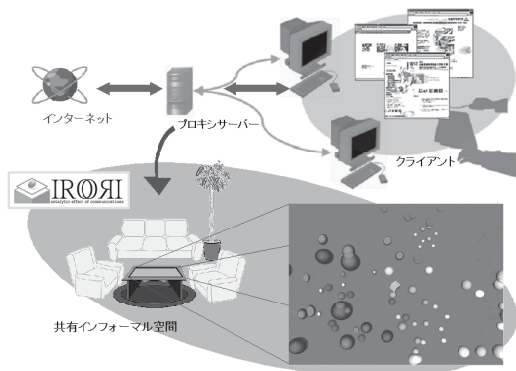 インターネット
プロキシサーバー
クライアント
IRORI
catalytic effect of communications
共有インフォーマル空間